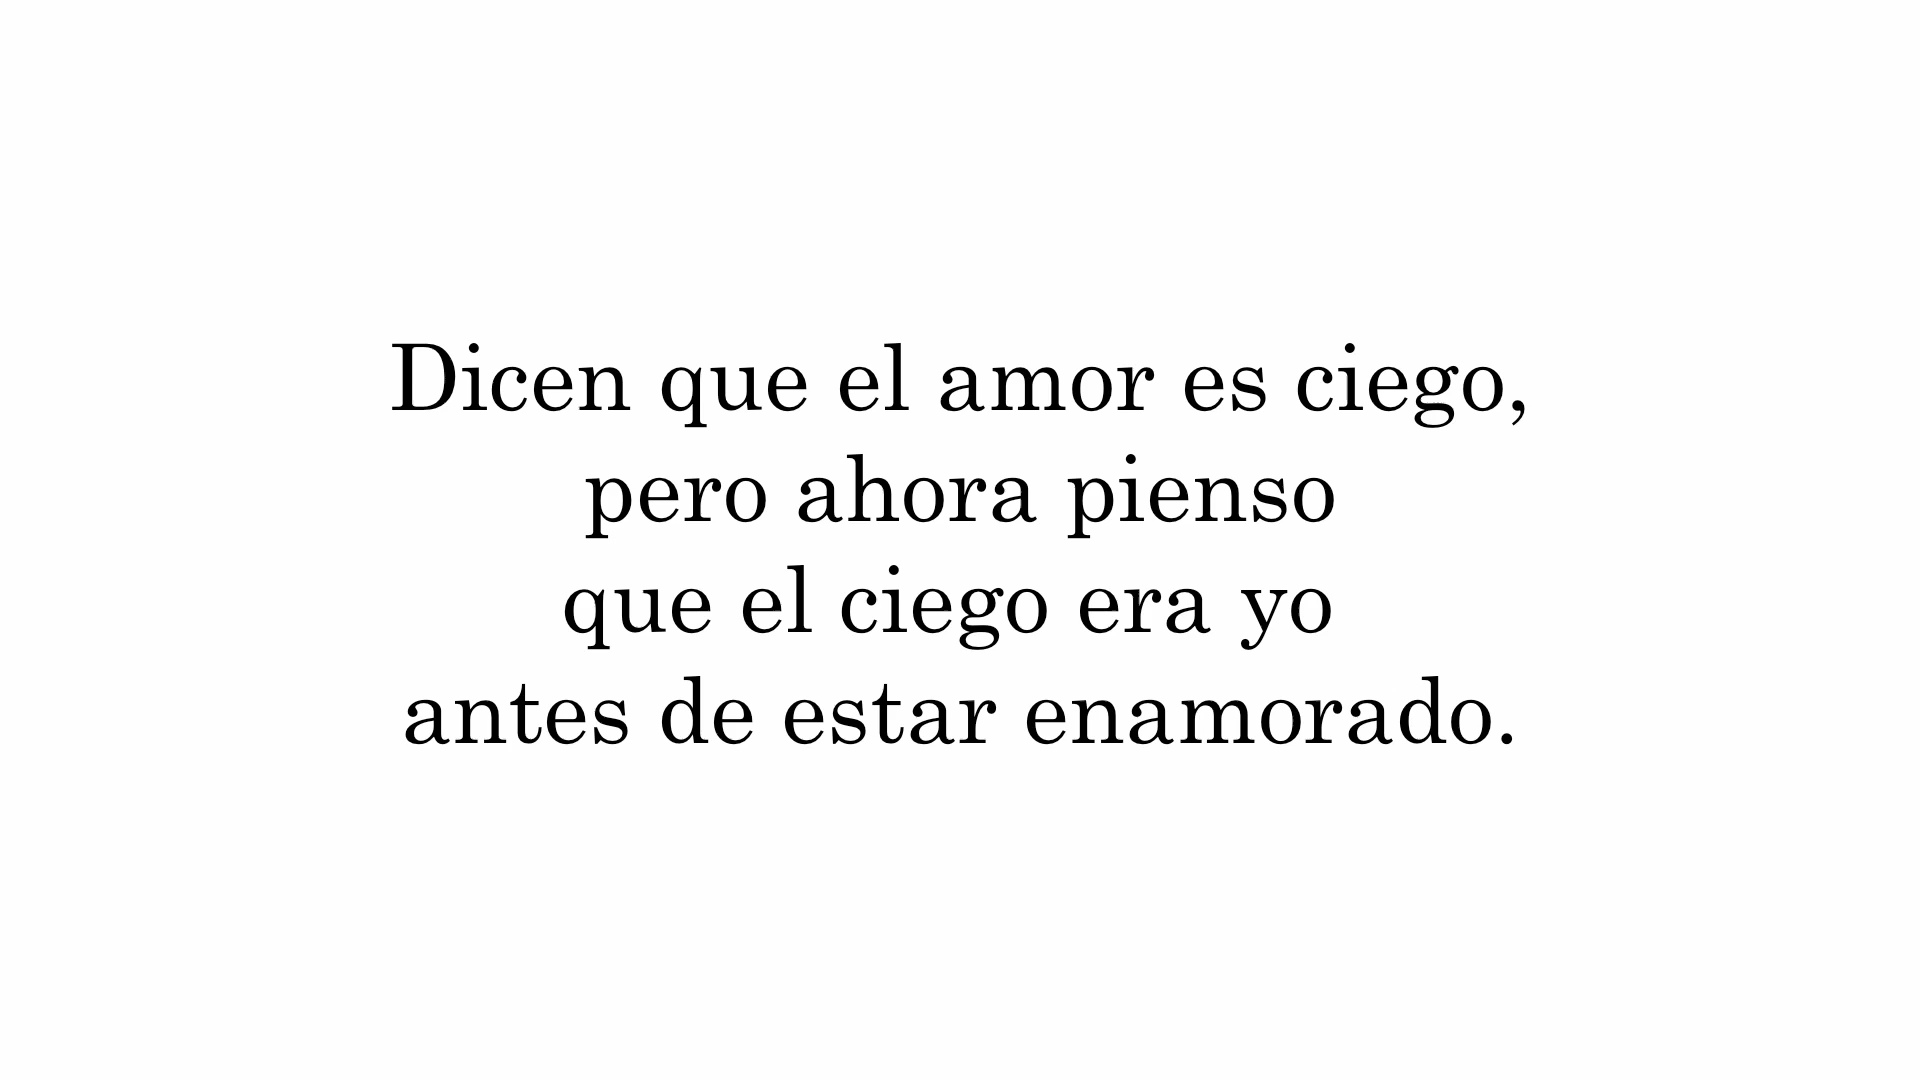 Dicen que el amor es ciego,
pero ahora pienso
que el ciego era yo
antes de estar enamorado.